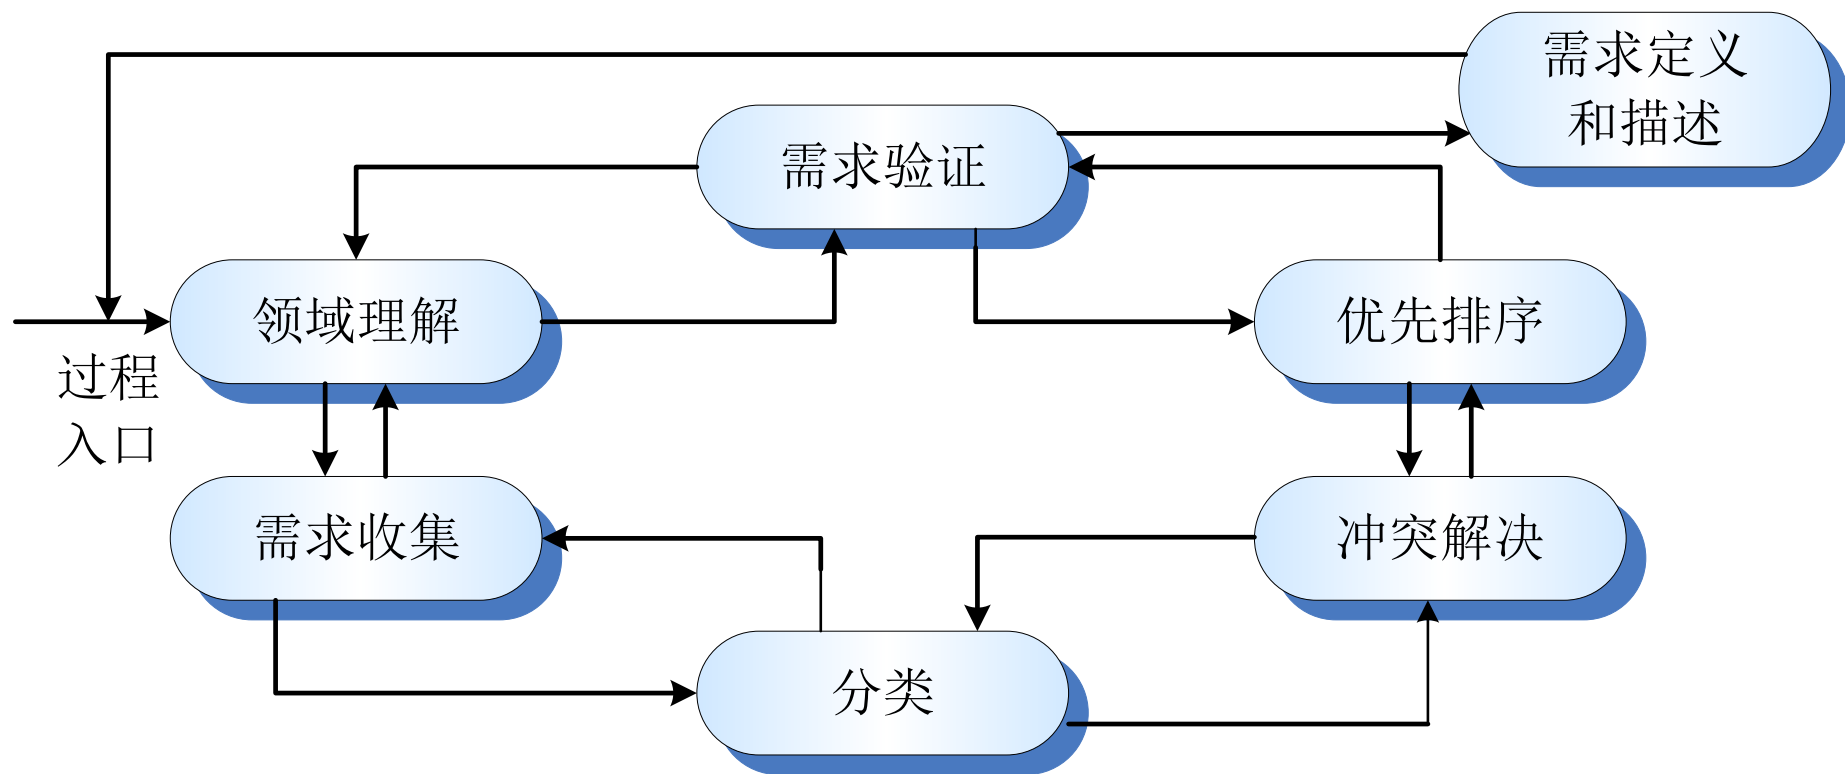 需求定义
和描述
需求验证
领域理解
优先排序
过程
入口
需求收集
冲突解决
分类